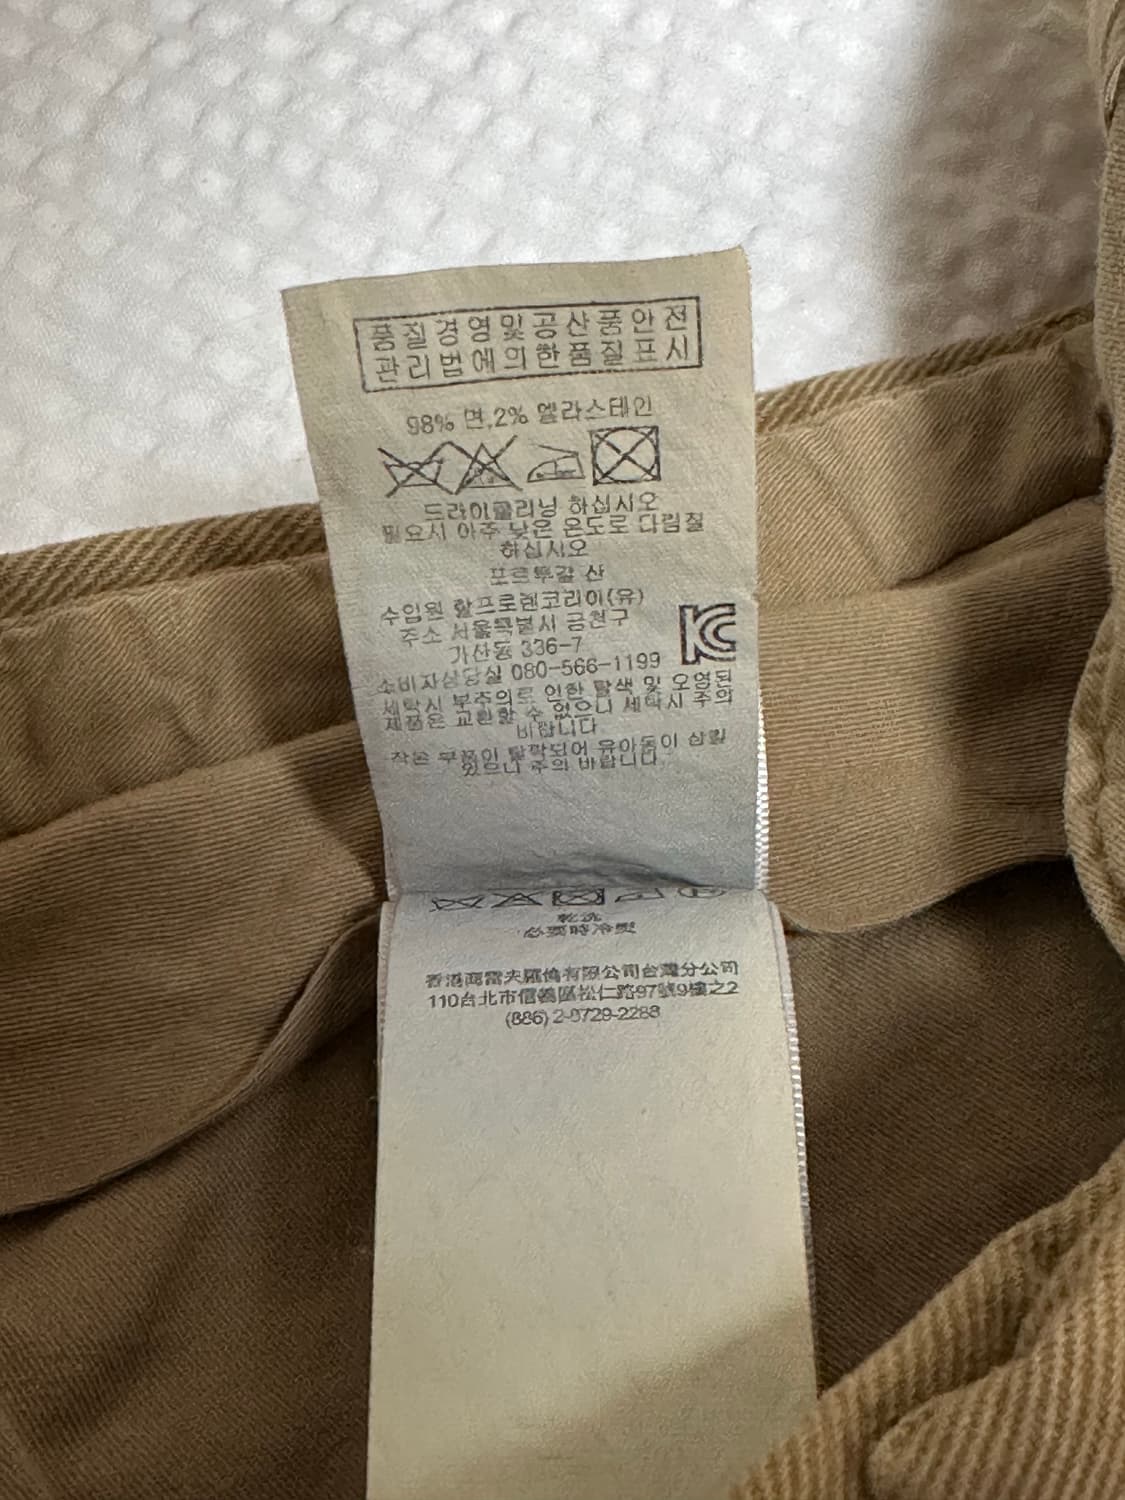 품질경영및공산품안전
관리법에의한품질표시
98% 면,2% 엘라스테인
드라이클리닝 하십시오
필요시 아주 낮은 온도로 다림질
하십시오
포르투갈 산
수입원 랄프로렌코리아(유)
주소 서울특별시 금천구
가산동 336-7
소비자상담실 080-566-1199
세탁시 부주의로 인한 탈색 및 오염된
제품은 교환할 수 없으니 세탁시 주의
바랍니다.
작은 부품이 탈락되어 유아동이 삼킬
있으니 주의 바랍니다.
乾洗
必要時冷熨
香港商雷夫羅倫有限公司台灣分公司
110台北市信義區松仁路97號9樓之2
(886) 2-8729-2288